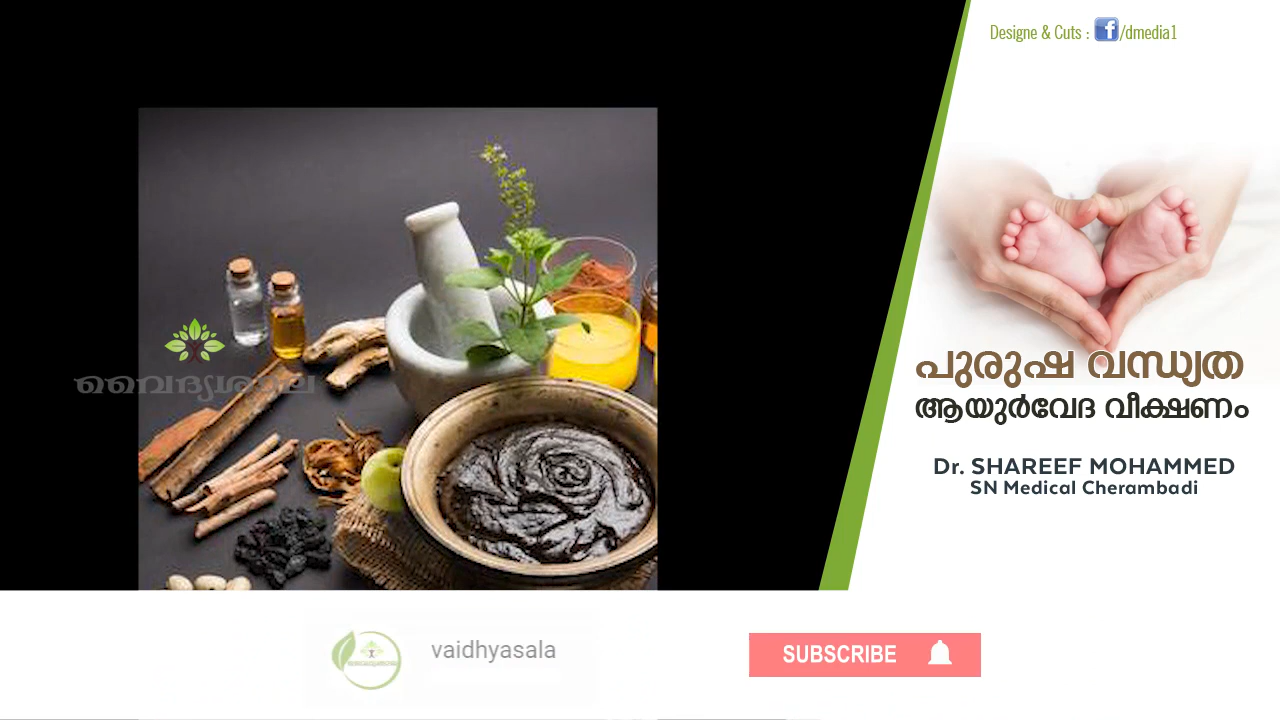 Designe & Cuts : f/dmedia1
വൈദ്യശാല
പുരുഷ വന്ധ്യത
ആയുർവേദ വീക്ഷണം
Dr. SHAREEF MOHAMMED
SN Medical Cherambadi
vaidhyasala
SUBSCRIBE